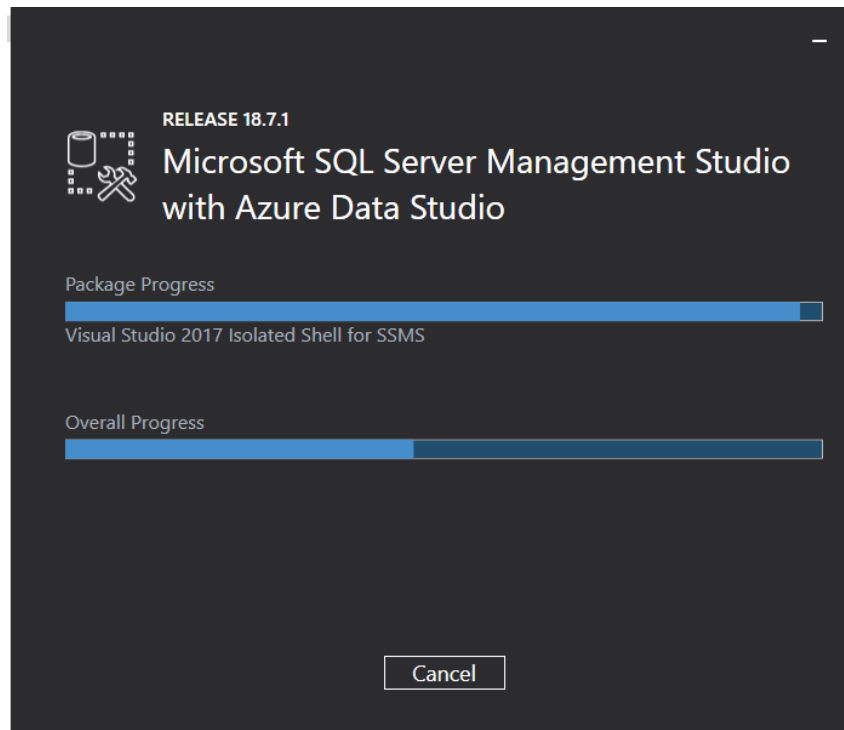 RELEASE 18.7.1
Microsoft SQL Server Management Studio
with Azure Data Studio
Package Progress
Visual Studio 2017 Isolated Shell for SSMS
Overall Progress
Cancel